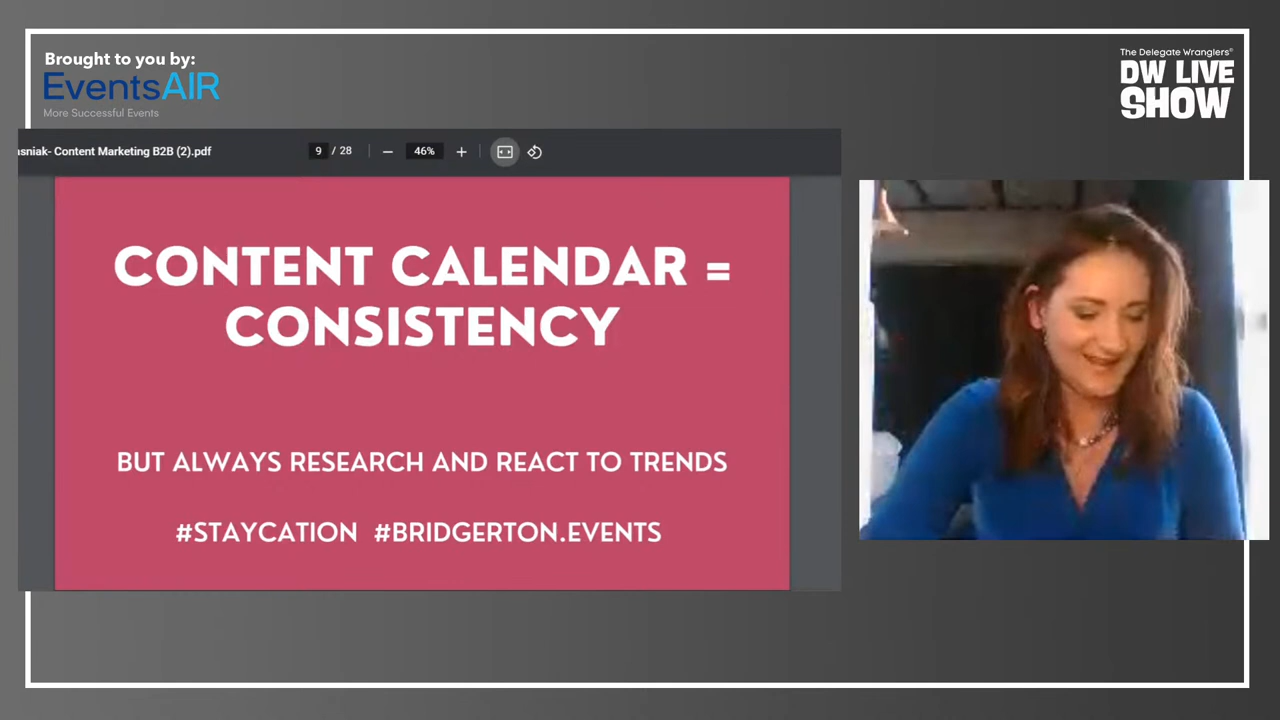 Brought to you by:
EventsAIR
More Successful Events
The Delegate Wranglers®
DW LIVE
SHOW
asniak- Content Marketing B2B (2).pdf
9 / 28
46%
CONTENT CALENDAR =
CONSISTENCY
BUT ALWAYS RESEARCH AND REACT TO TRENDS
#STAYCATION #BRIDGERTON.EVENTS